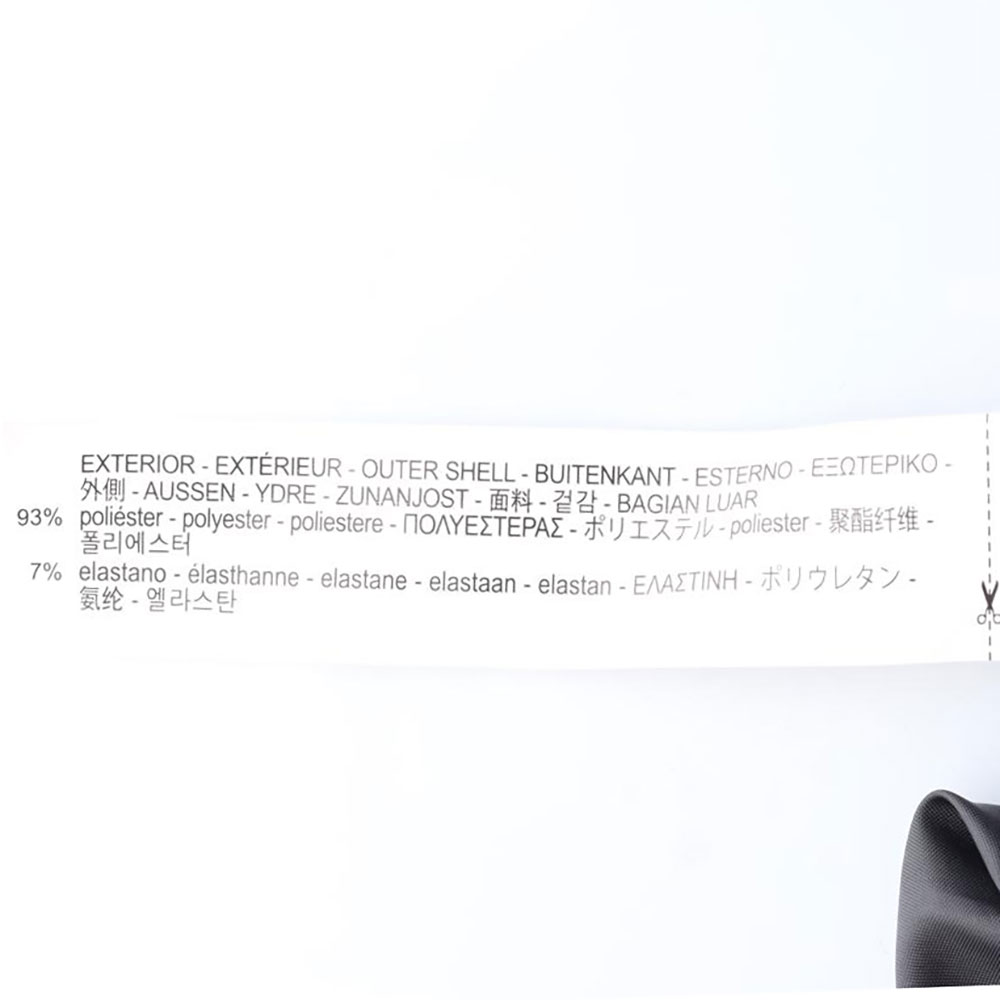 EXTERIOR - EXTÉRIEUR - OUTER SHELL - BUITENKANT - ESTERNO - ΕΞΩΤΕΡΙΚΟ -
外側 - AUSSEN - YDRE - ZUNANJOST - 面料 - 겉감 - BAGIAN LUAR
93% poliéster - polyester - poliestere - ΠΟΛΥΕΣΤΕΡΑΣ - ポリエステル - poliester - 聚酯纤维 -
폴리에스터
7% elastano - élasthanne - elastane - elastaan - elastan - ΕΛΑΣΤΙΝΗ - ポリウレタン -
氨纶 - 엘라스탄